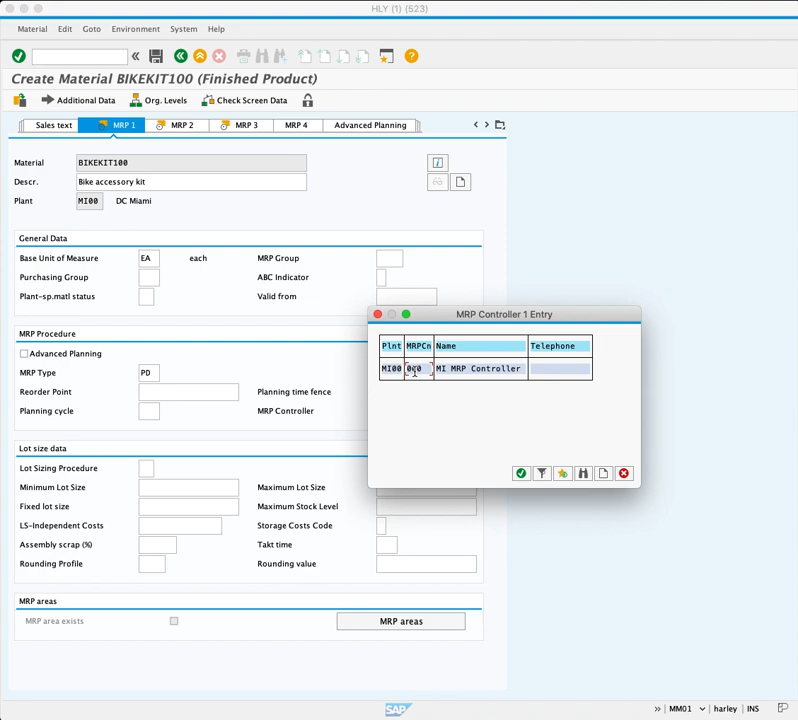 HLY (1) (523)
Material Edit Goto Environment System Help
Create Material BIKEKIT100 (Finished Product)
Additional Data Org. Levels Check Screen Data
Sales text MRP 1 MRP 2 MRP 3 MRP 4 Advanced Planning
Material BIKEKIT100
Descr. Bike accessory kit
Plant MI00 DC Miami
General Data
Base Unit of Measure EA each MRP Group
Purchasing Group ABC Indicator
Plant-sp.matl status Valid from
MRP Procedure
Advanced Planning
MRP Type PD
Reorder Point Planning time fence
Planning cycle MRP Controller
Lot size data
Lot Sizing Procedure
Minimum Lot Size Maximum Lot Size
Fixed lot size Maximum Stock Level
LS-Independent Costs Storage Costs Code
Assembly scrap (%) Takt time
Rounding Profile Rounding value
MRP areas
MRP area exists MRP areas
MRP Controller 1 Entry
Plnt MRPCn Name Telephone
MI00 MI MRP Controller
SAP
MM01 harley INS